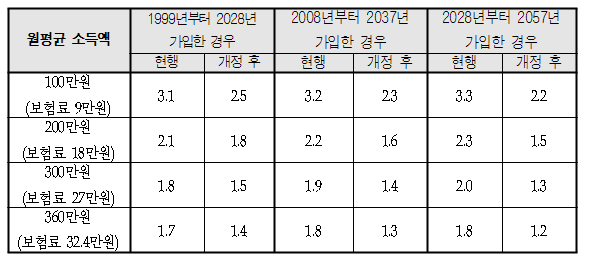 월평균 소득액 1999년부터 2028년 가입한 경우 2008년부터 2037년 가입한 경우 2028년부터 2057년 가입한 경우
현행 개정 후 현행 개정 후 현행 개정 후
100만원
(보험료 9만원) 3.1 2.5 3.2 2.3 3.3 2.2
200만원
(보험료 18만원) 2.1 1.8 2.2 1.6 2.3 1.5
300만원
(보험료 27만원) 1.8 1.5 1.9 1.4 2.0 1.3
360만원
(보험료 32.4만원) 1.7 1.4 1.8 1.3 1.8 1.2